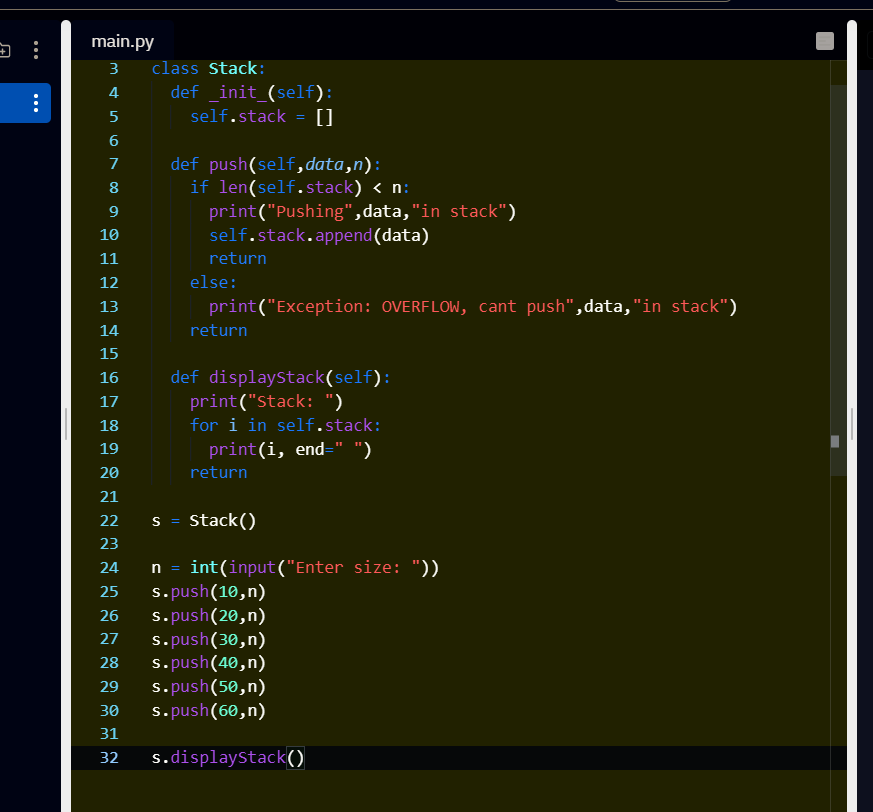 main.py
3 class Stack:
4 def _init_(self):
5 self.stack = []
6
7 def push(self,data,n):
8 if len(self.stack) < n:
9 print("Pushing",data,"in stack")
10 self.stack.append(data)
11 return
12 else:
13 print("Exception: OVERFLOW, cant push",data,"in stack")
14 return
15
16 def displayStack(self):
17 print("Stack: ")
18 for i in self.stack:
19 print(i, end=" ")
20 return
21
22 s = Stack()
23
24 n = int(input("Enter size: "))
25 s.push(10,n)
26 s.push(20,n)
27 s.push(30,n)
28 s.push(40,n)
29 s.push(50,n)
30 s.push(60,n)
31
32 s.displayStack()